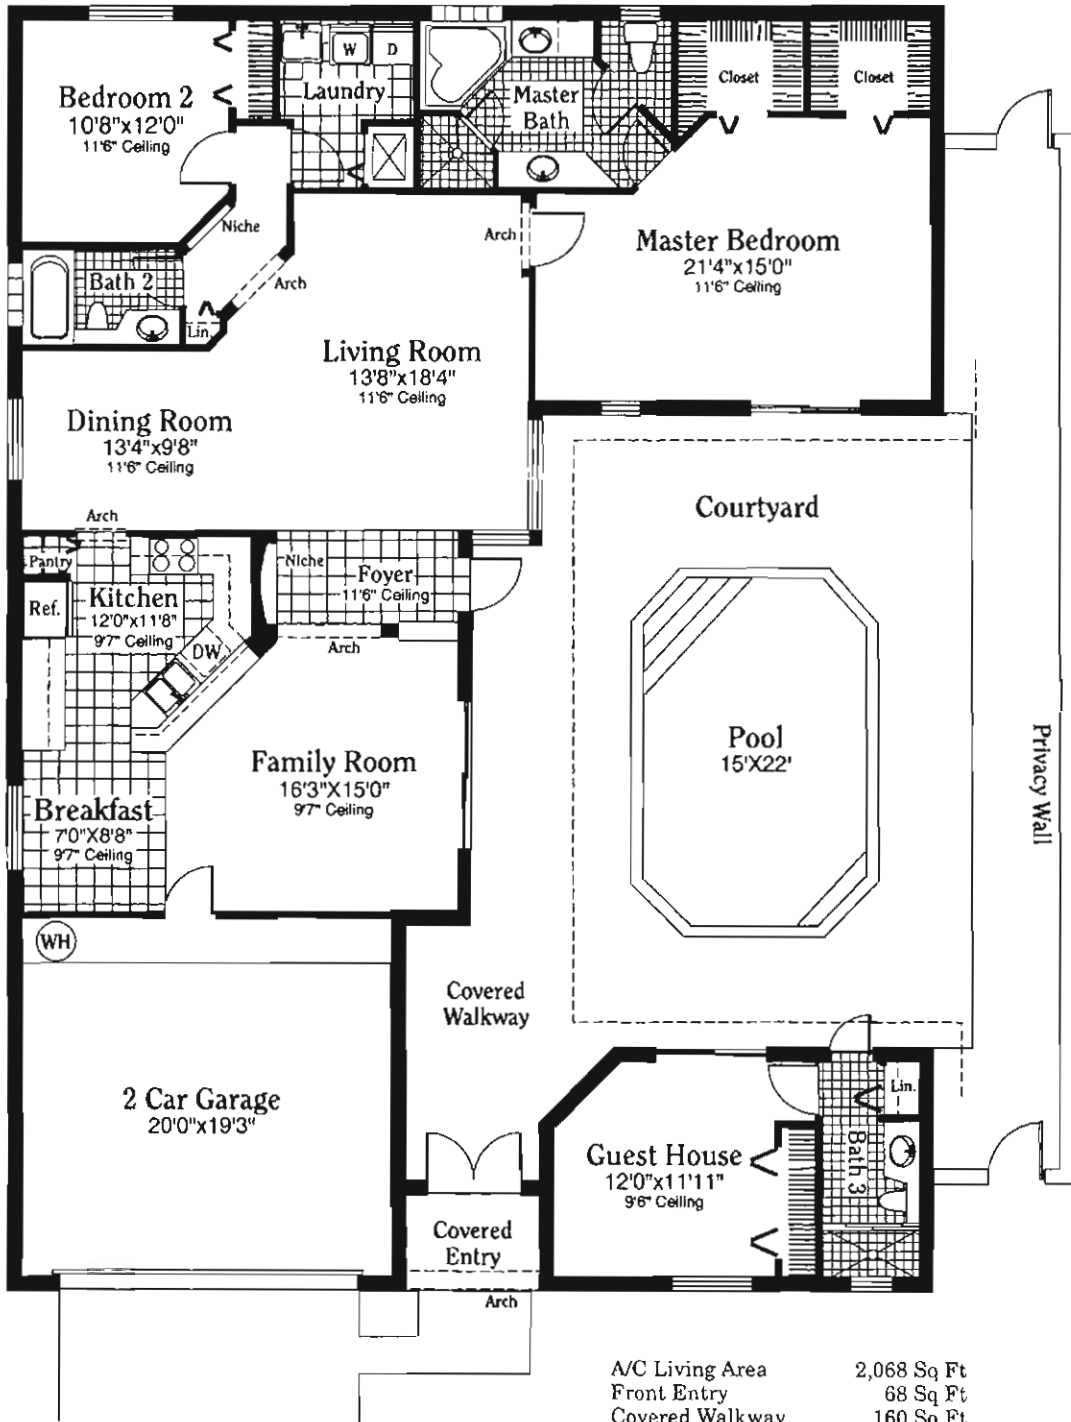 W
D
Laundry
Closet
Closet
Bedroom 2
10'8"x12'0"
11'6" Ceiling
Master
Bath
Niche
Arch
Arch
Master Bedroom
21'4"x15'0"
11'6" Ceiling
Bath 2
Lin.
Living Room
13'8"x18'4"
11'6" Ceiling
Dining Room
13'4"x9'8"
11'6" Ceiling
Courtyard
Arch
Pantry
Niche
Foyer
11'6" Ceiling
Ref.
Kitchen
12'0"x11'8"
9'7" Ceiling
DW
Arch
Pool
15'X22'
Privacy Wall
Family Room
16'3"X15'0"
9'7" Ceiling
Breakfast
7'0"X8'8"
9'7" Ceiling
WH
Covered
Walkway
2 Car Garage
20'0"x19'3"
Lin.
Bath 3
Guest House
12'0"x11'11"
9'6" Ceiling
Covered
Entry
Arch
A/C Living Area 2,068 Sq Ft
Front Entry 68 Sq Ft
Covered Walkway 160 Sq Ft